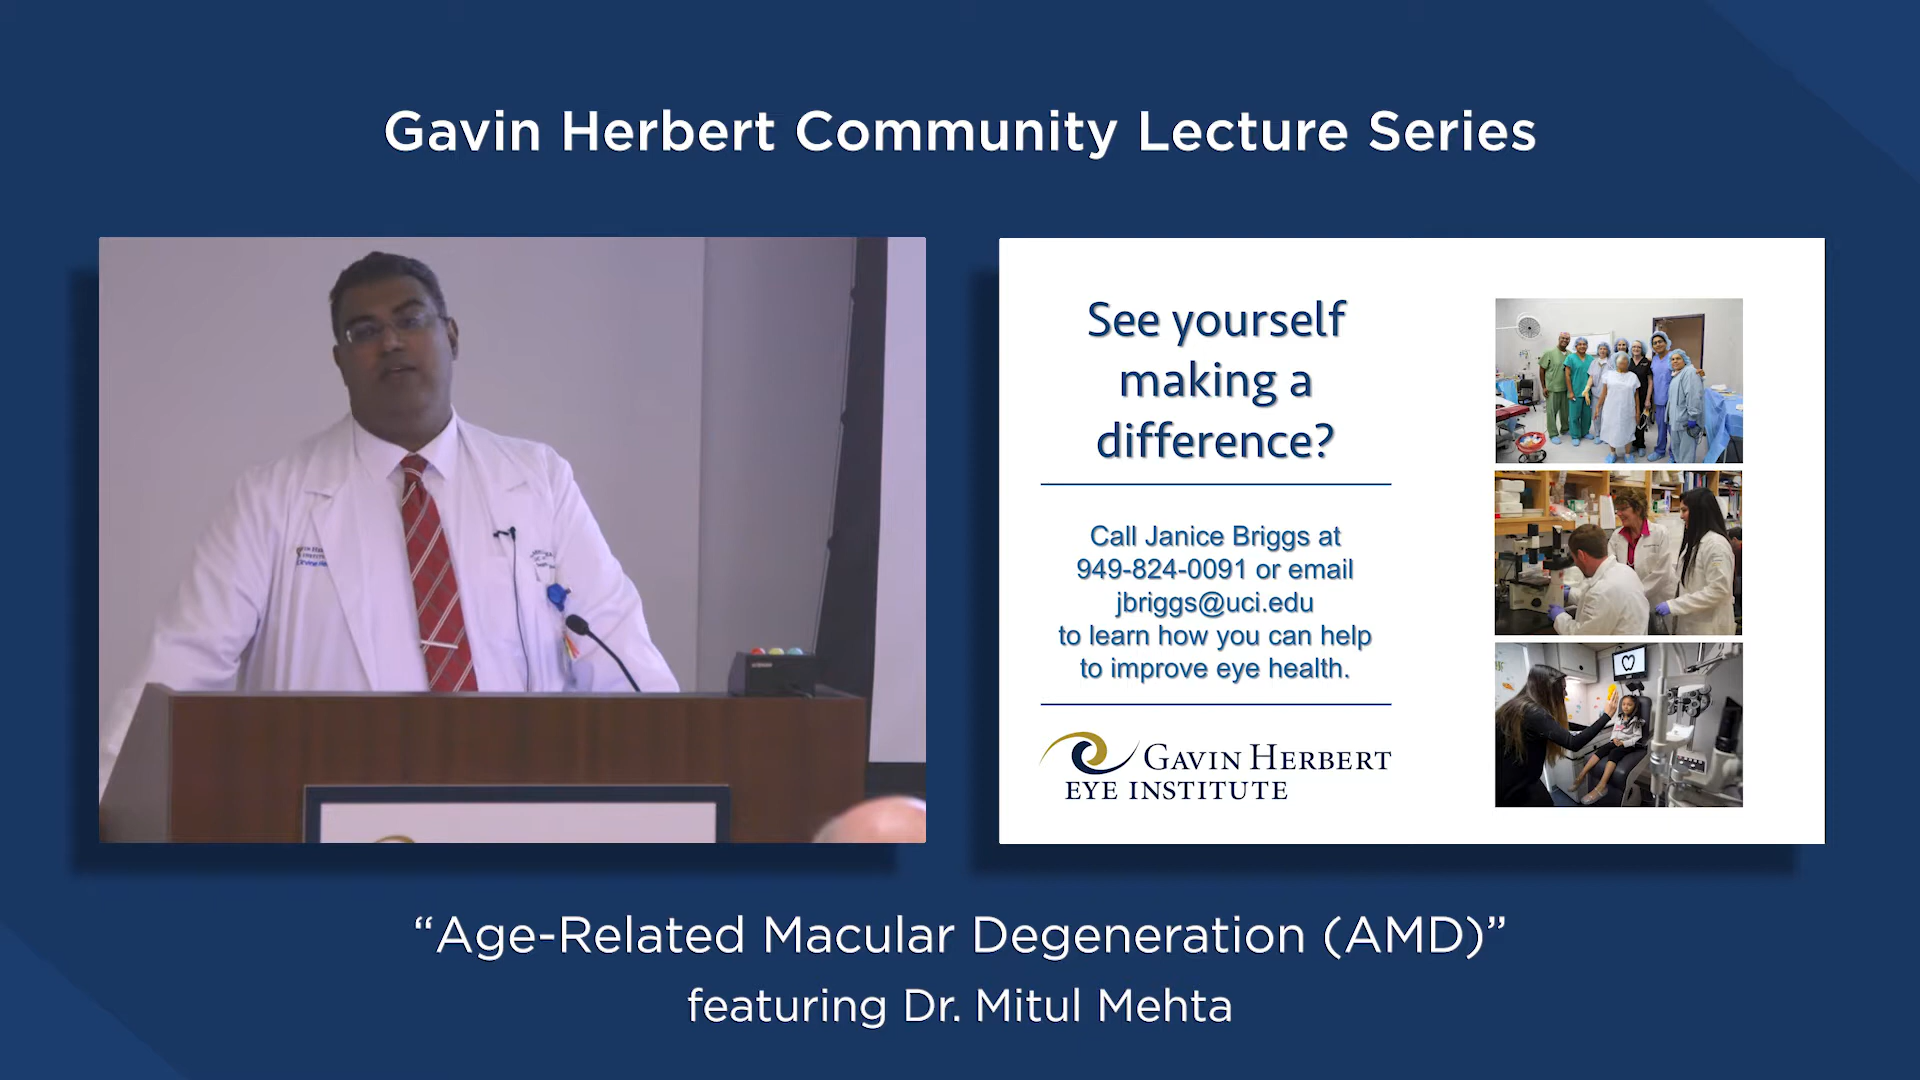 Gavin Herbert Community Lecture Series
See yourself
making a
difference?
Call Janice Briggs at
949-824-0091 or email
jbriggs@uci.edu
to learn how you can help
to improve eye health.
GAVIN HERBERT
EYE INSTITUTE
“Age-Related Macular Degeneration (AMD)”
featuring Dr. Mitul Mehta